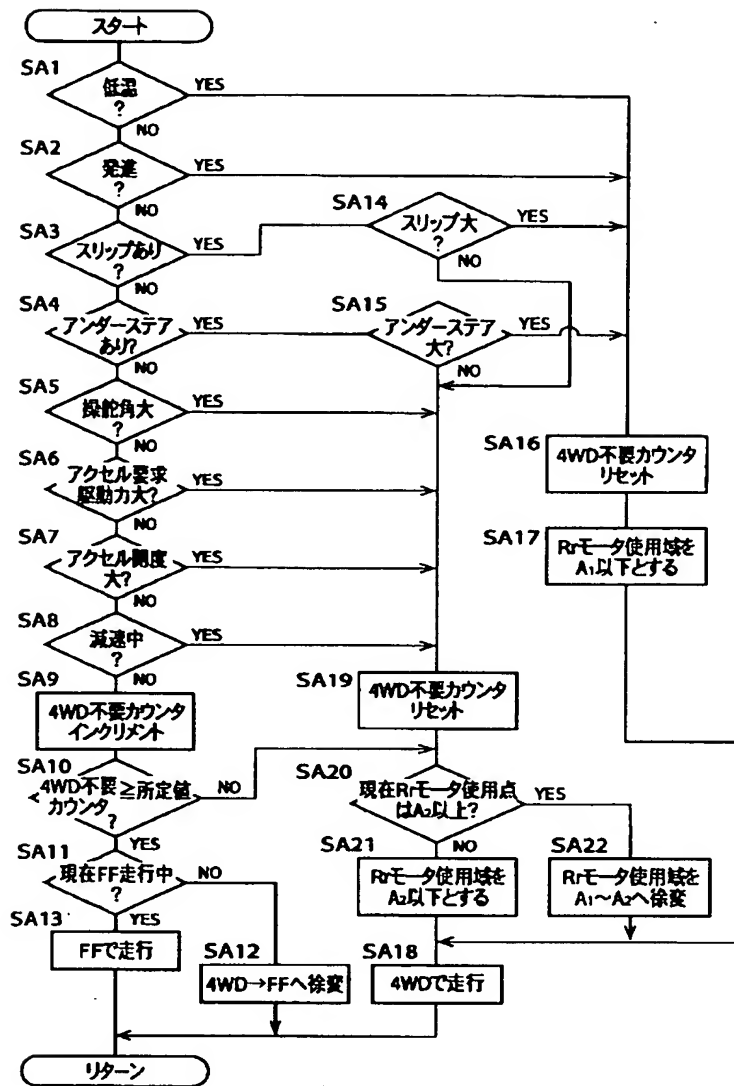 スタート
SA1
低温
?
YES
NO
SA2
発進
?
YES
NO
SA3
スリップあり
?
YES
NO
SA14
スリップ大
?
YES
NO
SA4
アンダーステア
あり?
YES
NO
SA15
アンダーステア
大?
YES
NO
SA5
操舵角大
?
YES
NO
SA6
アクセル要求
駆動力大?
YES
NO
SA7
アクセル開度
大?
YES
NO
SA8
減速中
?
YES
NO
SA16
4WD不要カウンタ
リセット
SA17
Rrモータ使用域を
A₁以下とする
SA9
4WD不要カウンタ
インクリメント
SA19
4WD不要カウンタ
リセット
SA10
4WD不要
カウンタ
≧所定値
?
NO
YES
SA20
現在Rrモータ使用点
はA₂以上?
YES
NO
SA11
現在FF走行中
?
NO
YES
SA21
Rrモータ使用域を
A₂以下とする
SA22
Rrモータ使用域を
A₁～A₂へ徐変
SA13
FFで走行
SA12
4WD→FFへ徐変
SA18
4WDで走行
リターン